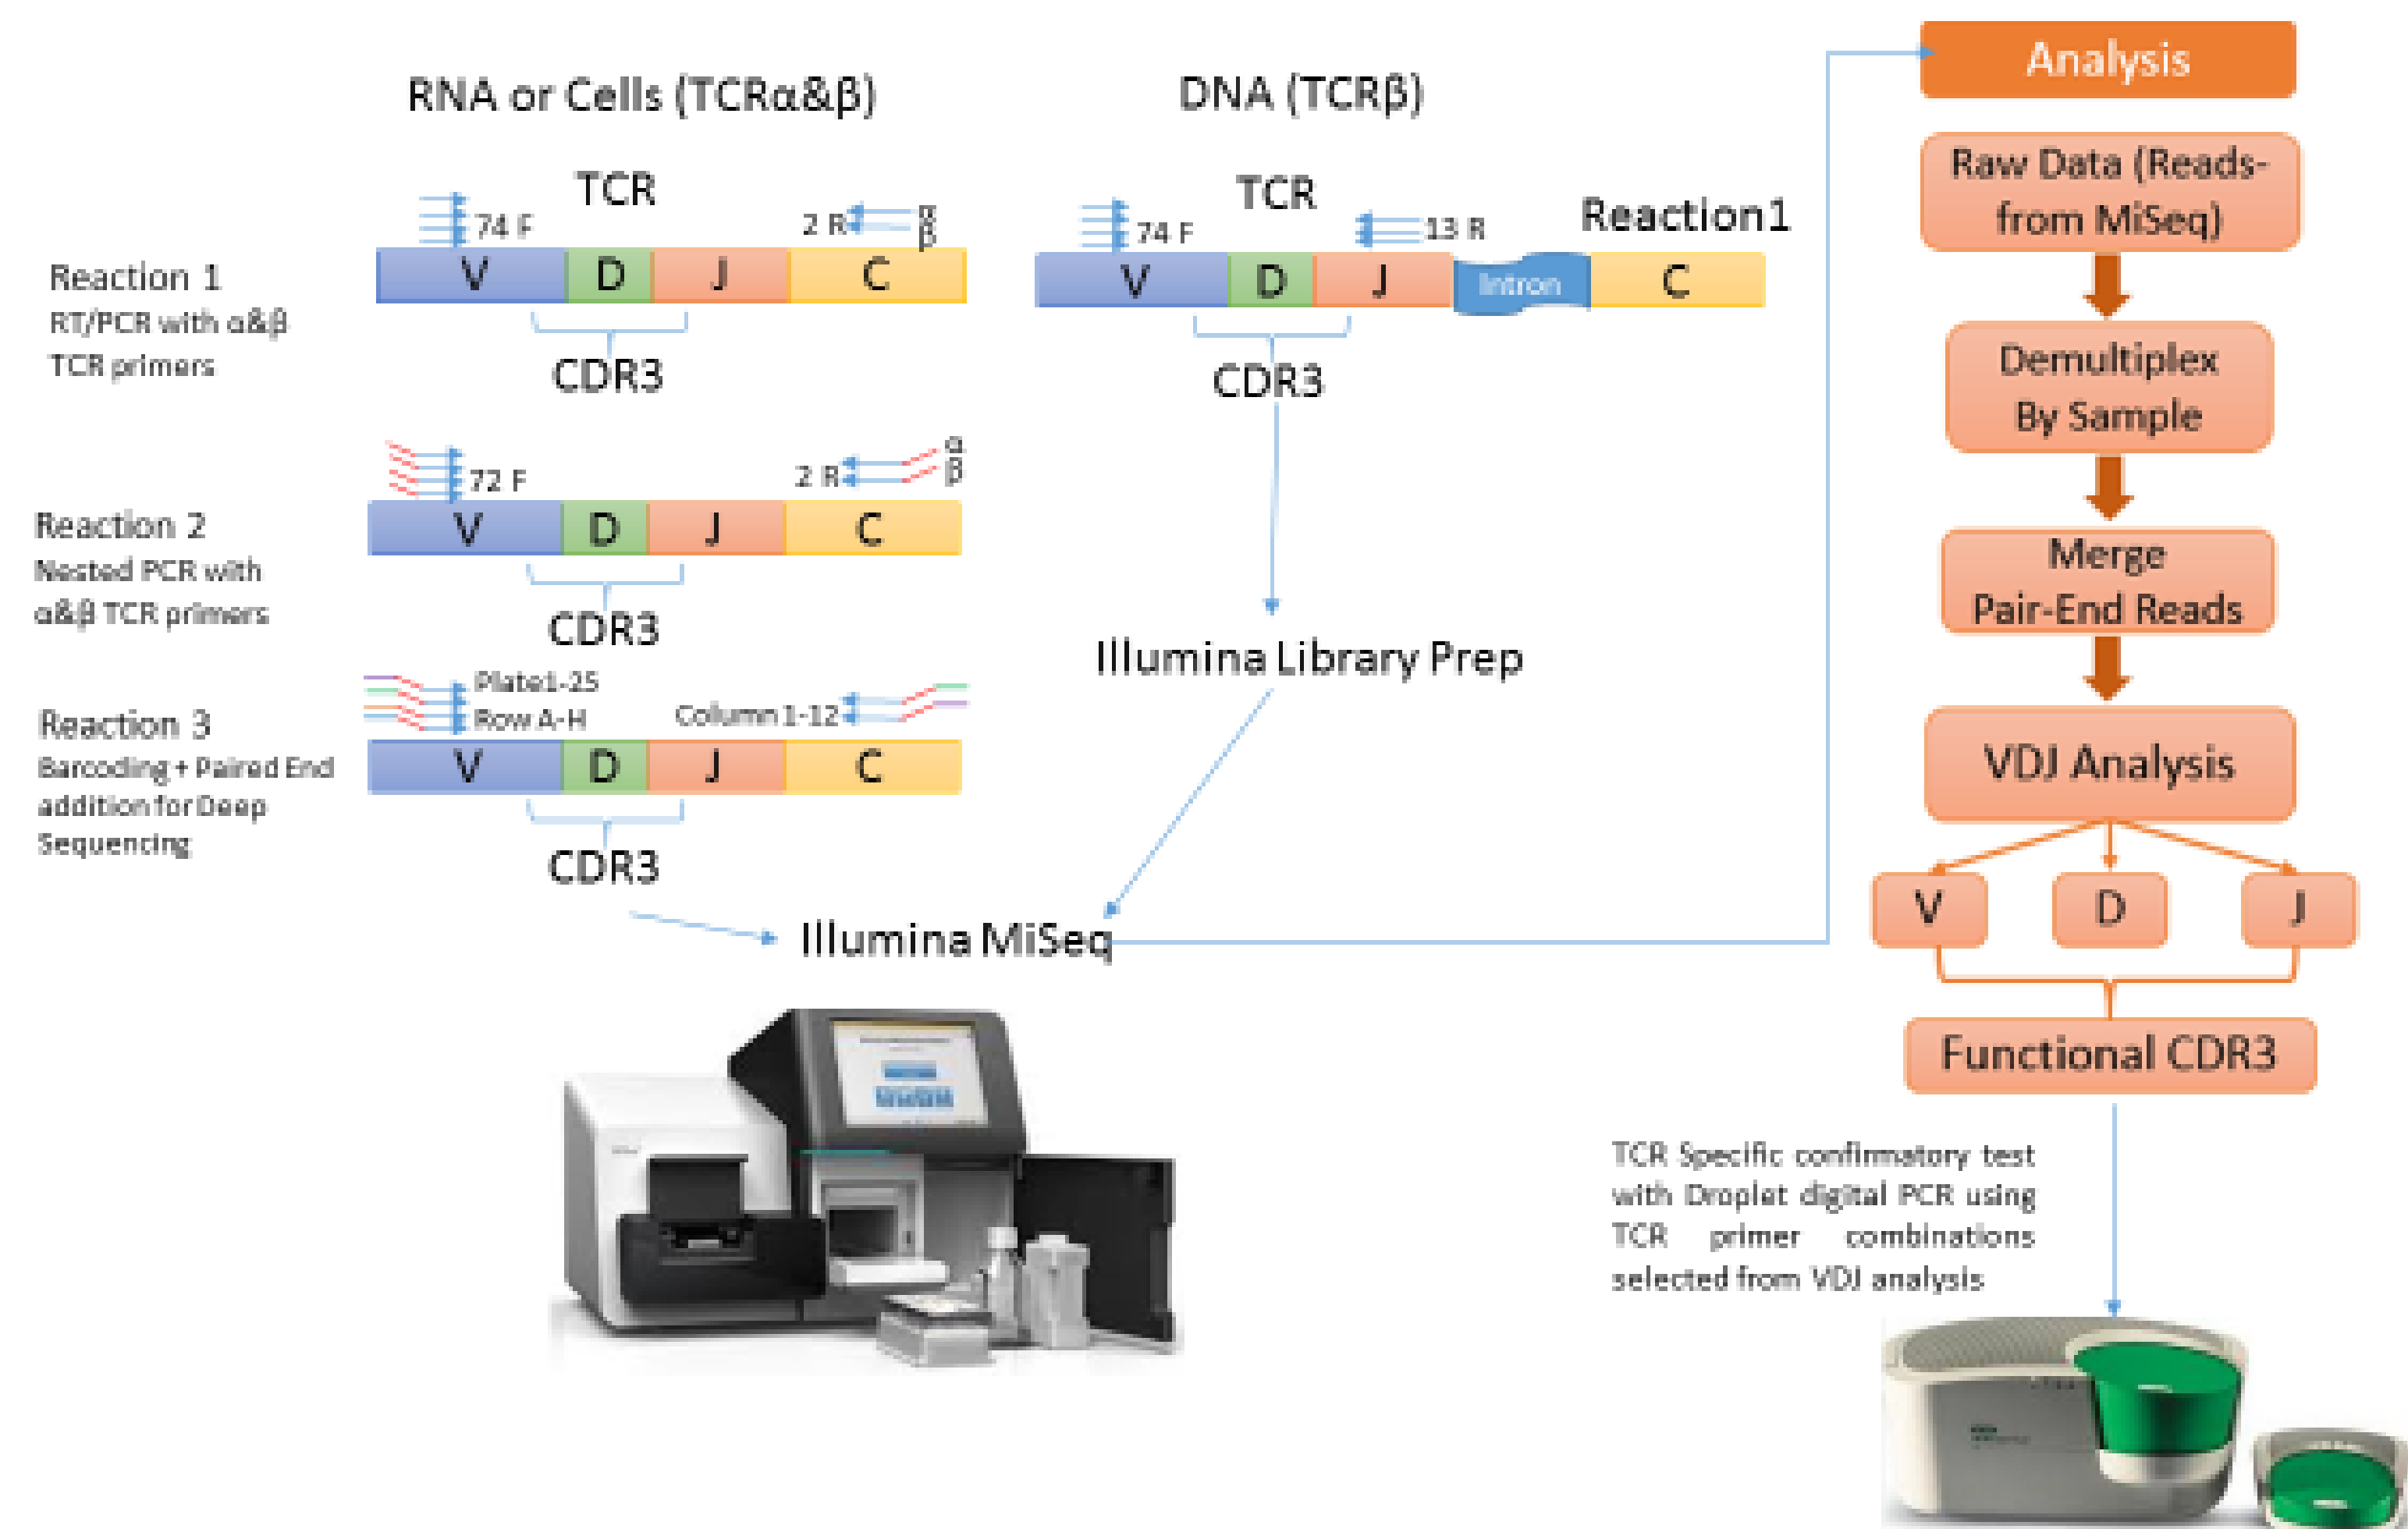 RNA or Cells (TCRα&β)
TCR
74 F
2 R
α
β
V
D
J
C
CDR3
Reaction 1
RT/PCR with α&β
TCR primers
72 F
2 R
α
β
V
D
J
C
CDR3
Reaction 2
Nested PCR with
α&β TCR primers
Plate1-25
Row A-H
Column 1-12
V
D
J
C
CDR3
Reaction 3
Barcoding + Paired End
addition for Deep
Sequencing
DNA (TCRβ)
TCR
Reaction1
74 F
13 R
V
D
J
Intron
C
CDR3
Illumina Library Prep
Illumina MiSeq
Analysis
Raw Data (Reads-
from MiSeq)
Demultiplex
By Sample
Merge
Pair-End Reads
VDJ Analysis
V
D
J
Functional CDR3
TCR Specific confirmatory test
with Droplet digital PCR using
TCR primer combinations
selected from VDJ analysis